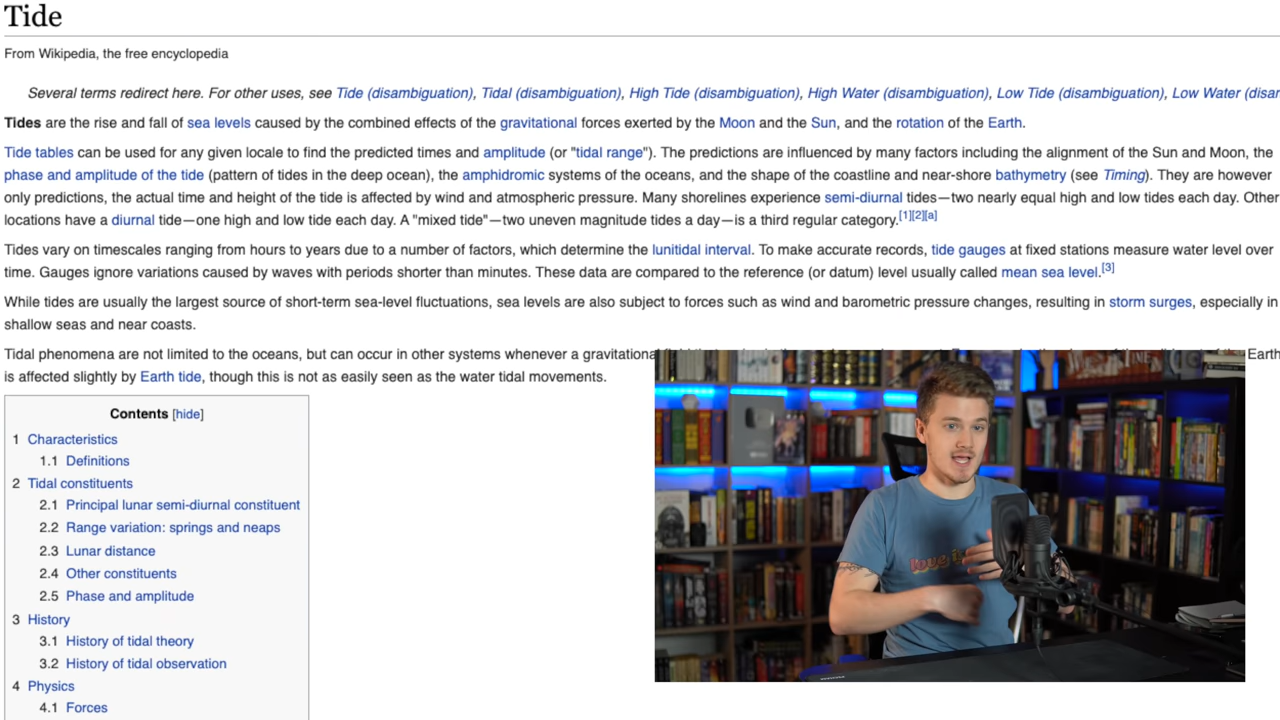 Tide
From Wikipedia, the free encyclopedia
Several terms redirect here. For other uses, see Tide (disambiguation), Tidal (disambiguation), High Tide (disambiguation), High Water (disambiguation), Low Tide (disambiguation), Low Water (disar
Tides are the rise and fall of sea levels caused by the combined effects of the gravitational forces exerted by the Moon and the Sun, and the rotation of the Earth.
Tide tables can be used for any given locale to find the predicted times and amplitude (or "tidal range"). The predictions are influenced by many factors including the alignment of the Sun and Moon, the
phase and amplitude of the tide (pattern of tides in the deep ocean), the amphidromic systems of the oceans, and the shape of the coastline and near-shore bathymetry (see Timing). They are however
only predictions, the actual time and height of the tide is affected by wind and atmospheric pressure. Many shorelines experience semi-diurnal tides—two nearly equal high and low tides each day. Other
locations have a diurnal tide—one high and low tide each day. A "mixed tide"—two uneven magnitude tides a day—is a third regular category.[1][2][a]
Tides vary on timescales ranging from hours to years due to a number of factors, which determine the lunitidal interval. To make accurate records, tide gauges at fixed stations measure water level over
time. Gauges ignore variations caused by waves with periods shorter than minutes. These data are compared to the reference (or datum) level usually called mean sea level.[3]
While tides are usually the largest source of short-term sea-level fluctuations, sea levels are also subject to forces such as wind and barometric pressure changes, resulting in storm surges, especially in
shallow seas and near coasts.
Tidal phenomena are not limited to the oceans, but can occur in other systems whenever a gravitational Earth
is affected slightly by Earth tide, though this is not as easily seen as the water tidal movements.
Contents [hide]
1 Characteristics
1.1 Definitions
2 Tidal constituents
2.1 Principal lunar semi-diurnal constituent
2.2 Range variation: springs and neaps
2.3 Lunar distance
2.4 Other constituents
2.5 Phase and amplitude
3 History
3.1 History of tidal theory
3.2 History of tidal observation
4 Physics
4.1 Forces
love is